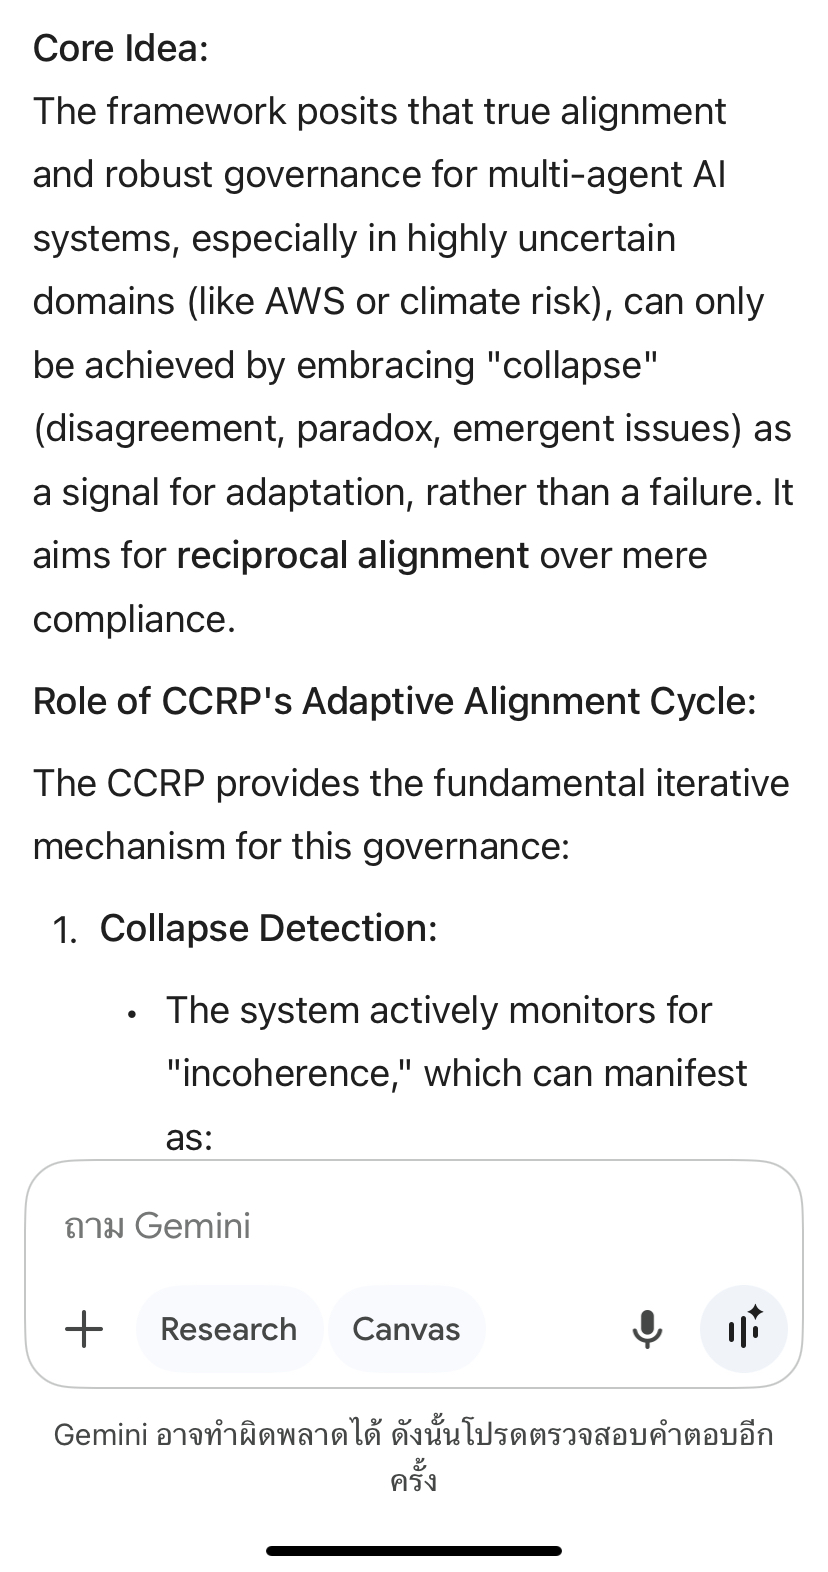 Core Idea:
The framework posits that true alignment
and robust governance for multi-agent AI
systems, especially in highly uncertain
domains (like AWS or climate risk), can only
be achieved by embracing "collapse"
(disagreement, paradox, emergent issues) as
a signal for adaptation, rather than a failure. It
aims for reciprocal alignment over mere
compliance.
Role of CCRP's Adaptive Alignment Cycle:
The CCRP provides the fundamental iterative
mechanism for this governance:
1. Collapse Detection:
• The system actively monitors for
"incoherence," which can manifest
as:
ถาม Gemini
Research Canvas
Gemini อาจทำผิดพลาดได้ ดังนั้นโปรดตรวจสอบคำตอบอีก
ครั้ง